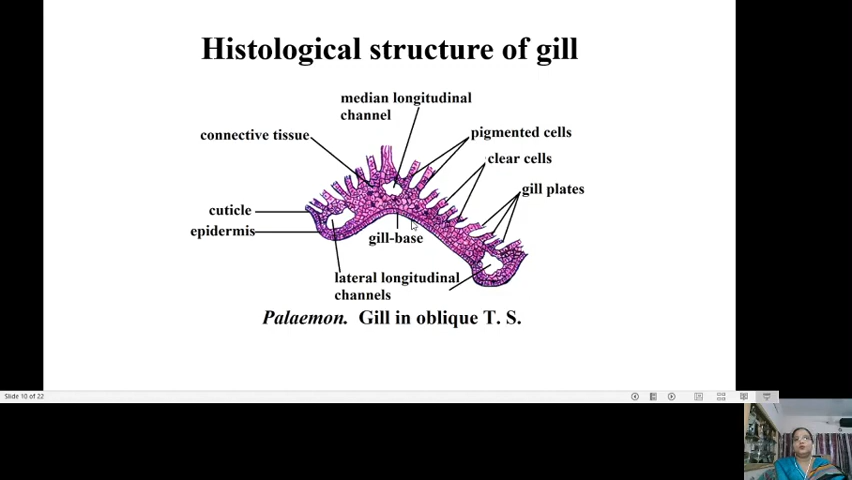 Histological structure of gill
median longitudinal
channel
connective tissue
pigmented cells
clear cells
gill plates
cuticle
epidermis
gill-base
lateral longitudinal
channels
Palaemon. Gill in oblique T. S.
Slide 10 of 22